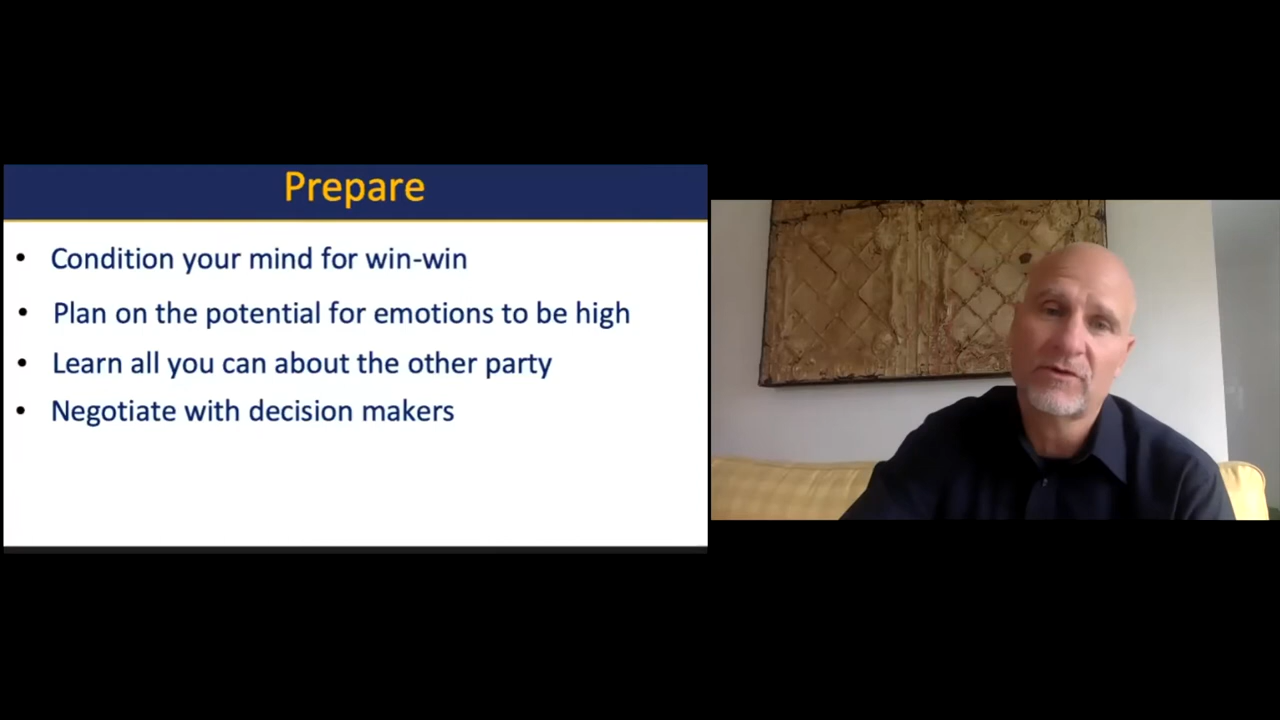 Prepare
• Condition your mind for win-win
• Plan on the potential for emotions to be high
• Learn all you can about the other party
• Negotiate with decision makers